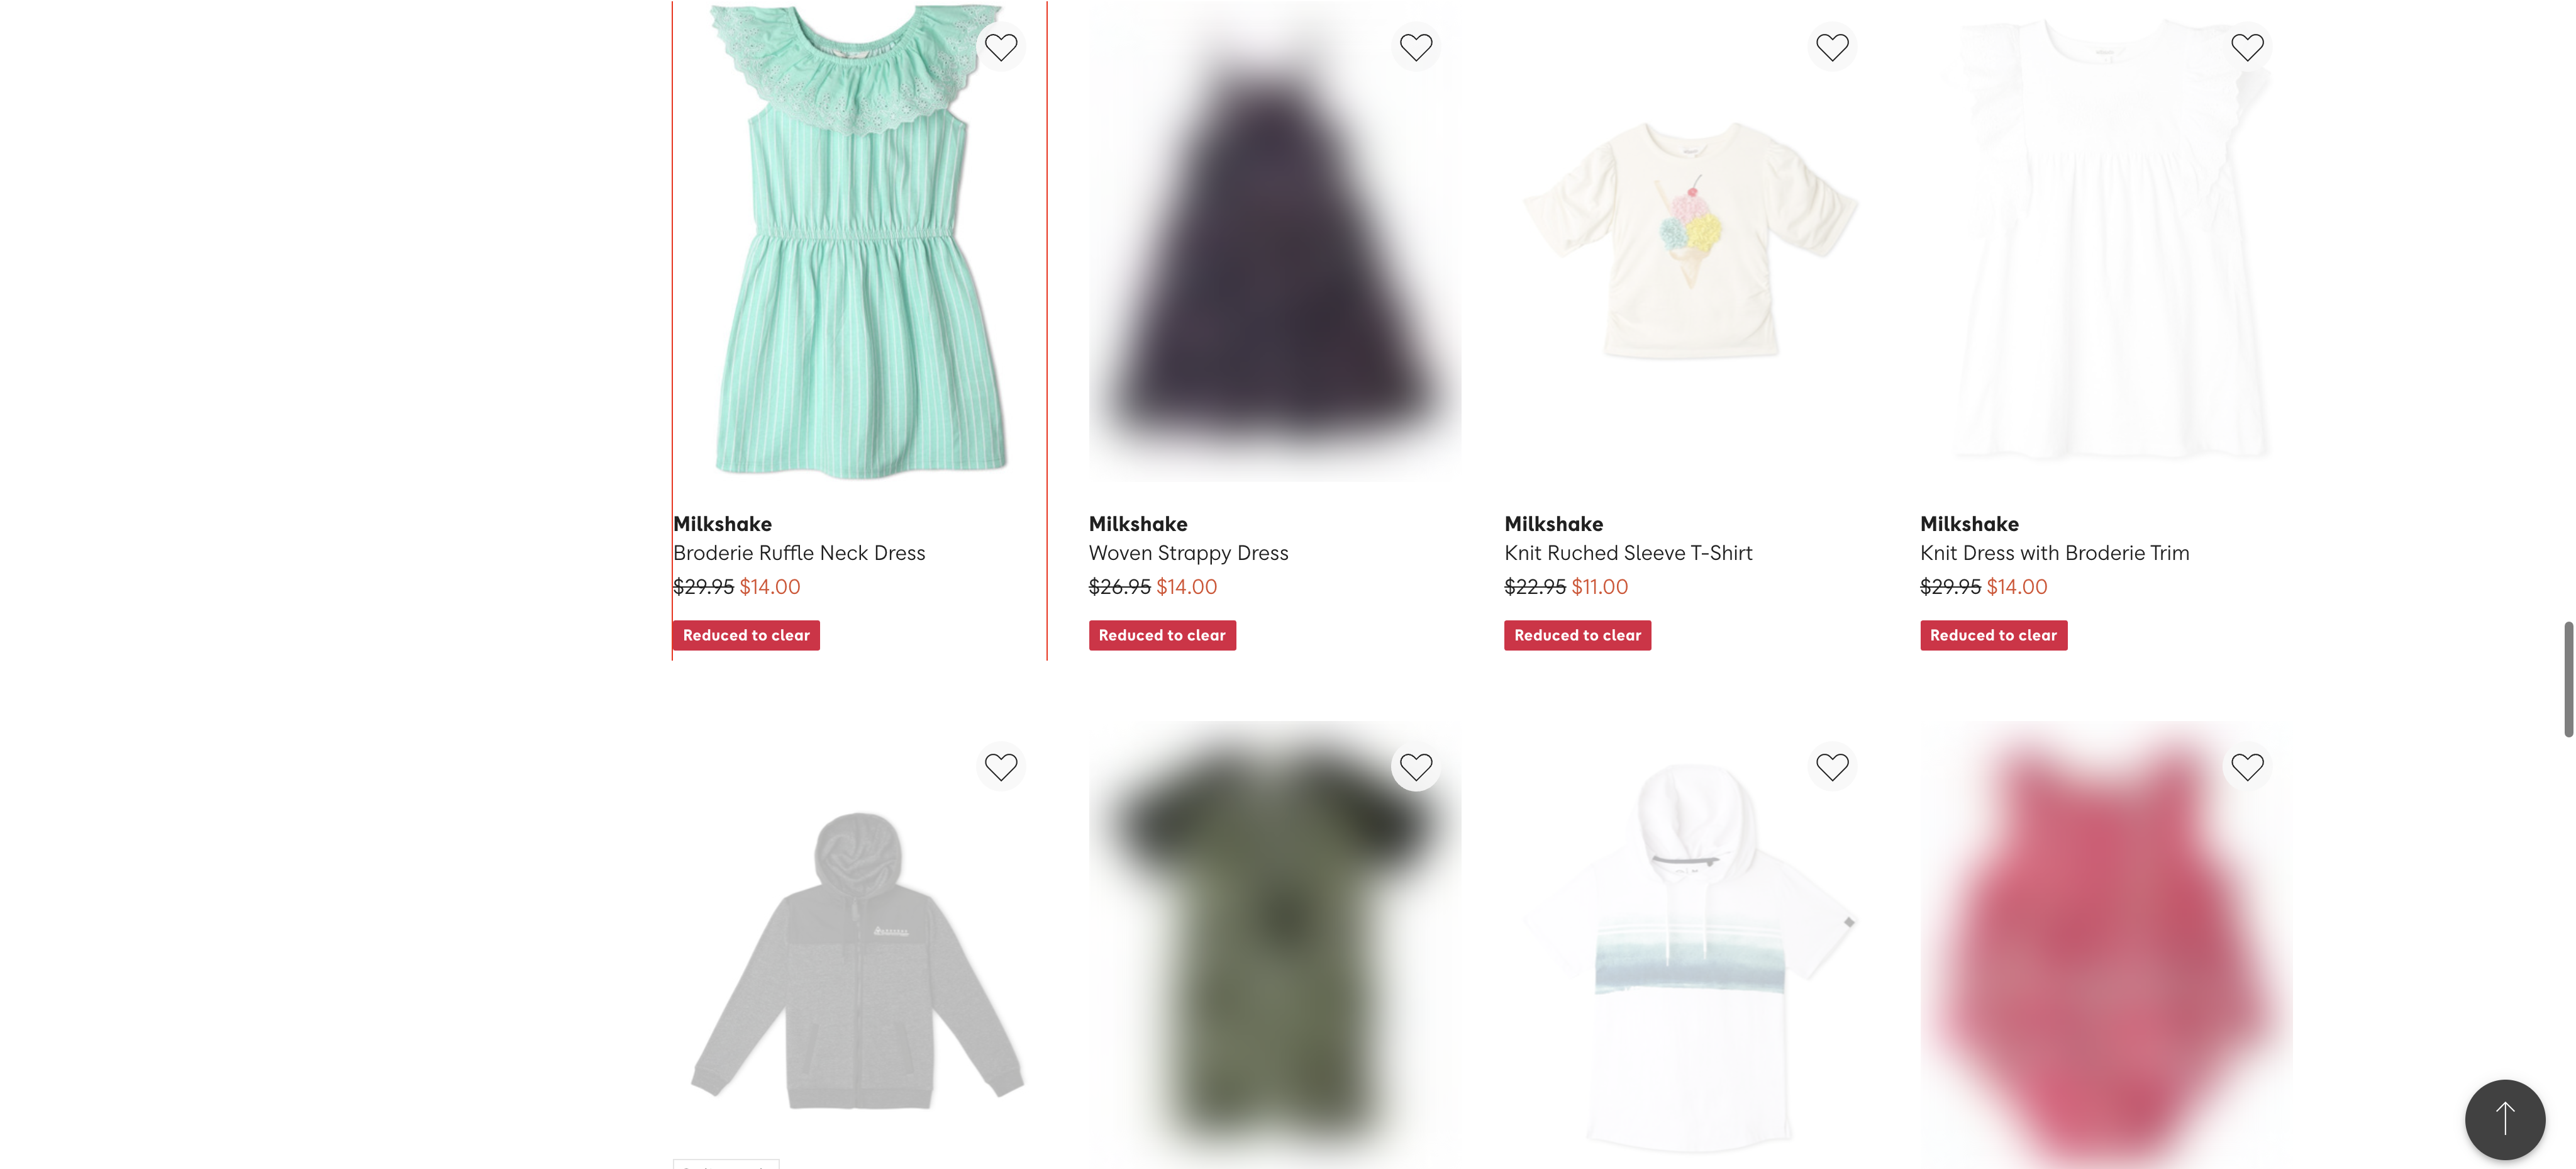 Milkshake
Broderie Ruffle Neck Dress
$29.95 $14.00
Reduced to clear
Milkshake
Woven Strappy Dress
$26.95 $14.00
Reduced to clear
Milkshake
Knit Ruched Sleeve T-Shirt
$22.95 $11.00
Reduced to clear
Milkshake
Knit Dress with Broderie Trim
$29.95 $14.00
Reduced to clear